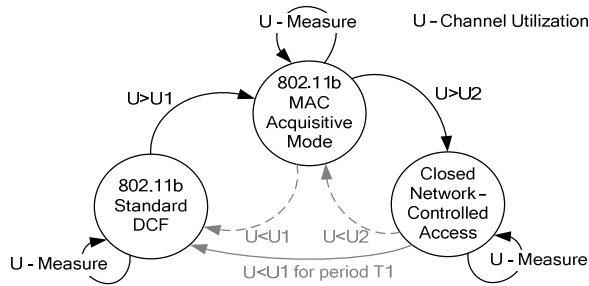 U - Measure
U - Channel Utilization
802.11b
MAC
Acquisitive
Mode
U>U1
U>U2
802.11b
Standard
DCF
Closed
Network-
Controlled
Access
U<U1
U<U2
U - Measure
U<U1 for period T1
U - Measure